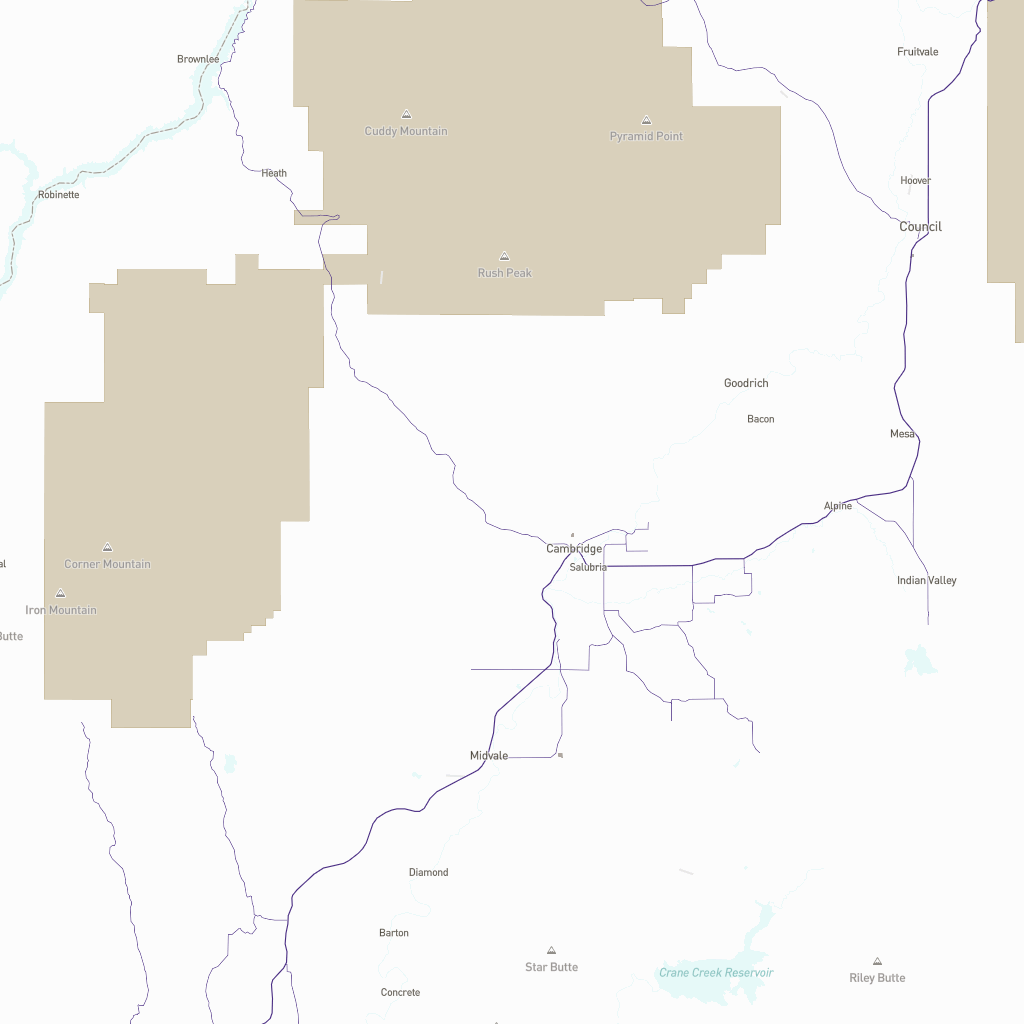 Fruitvale
Brownlee
Cuddy Mountain
Pyramid Point
Heath
Hoover
Robinette
Council
Rush Peak
Goodrich
Bacon
Mesa
Alpine
Cambridge
Corner Mountain
al
Salubria
Indian Valley
Iron Mountain
Butte
Midvale
Diamond
Barton
Star Butte
Crane Creek Reservoir
Riley Butte
Concrete